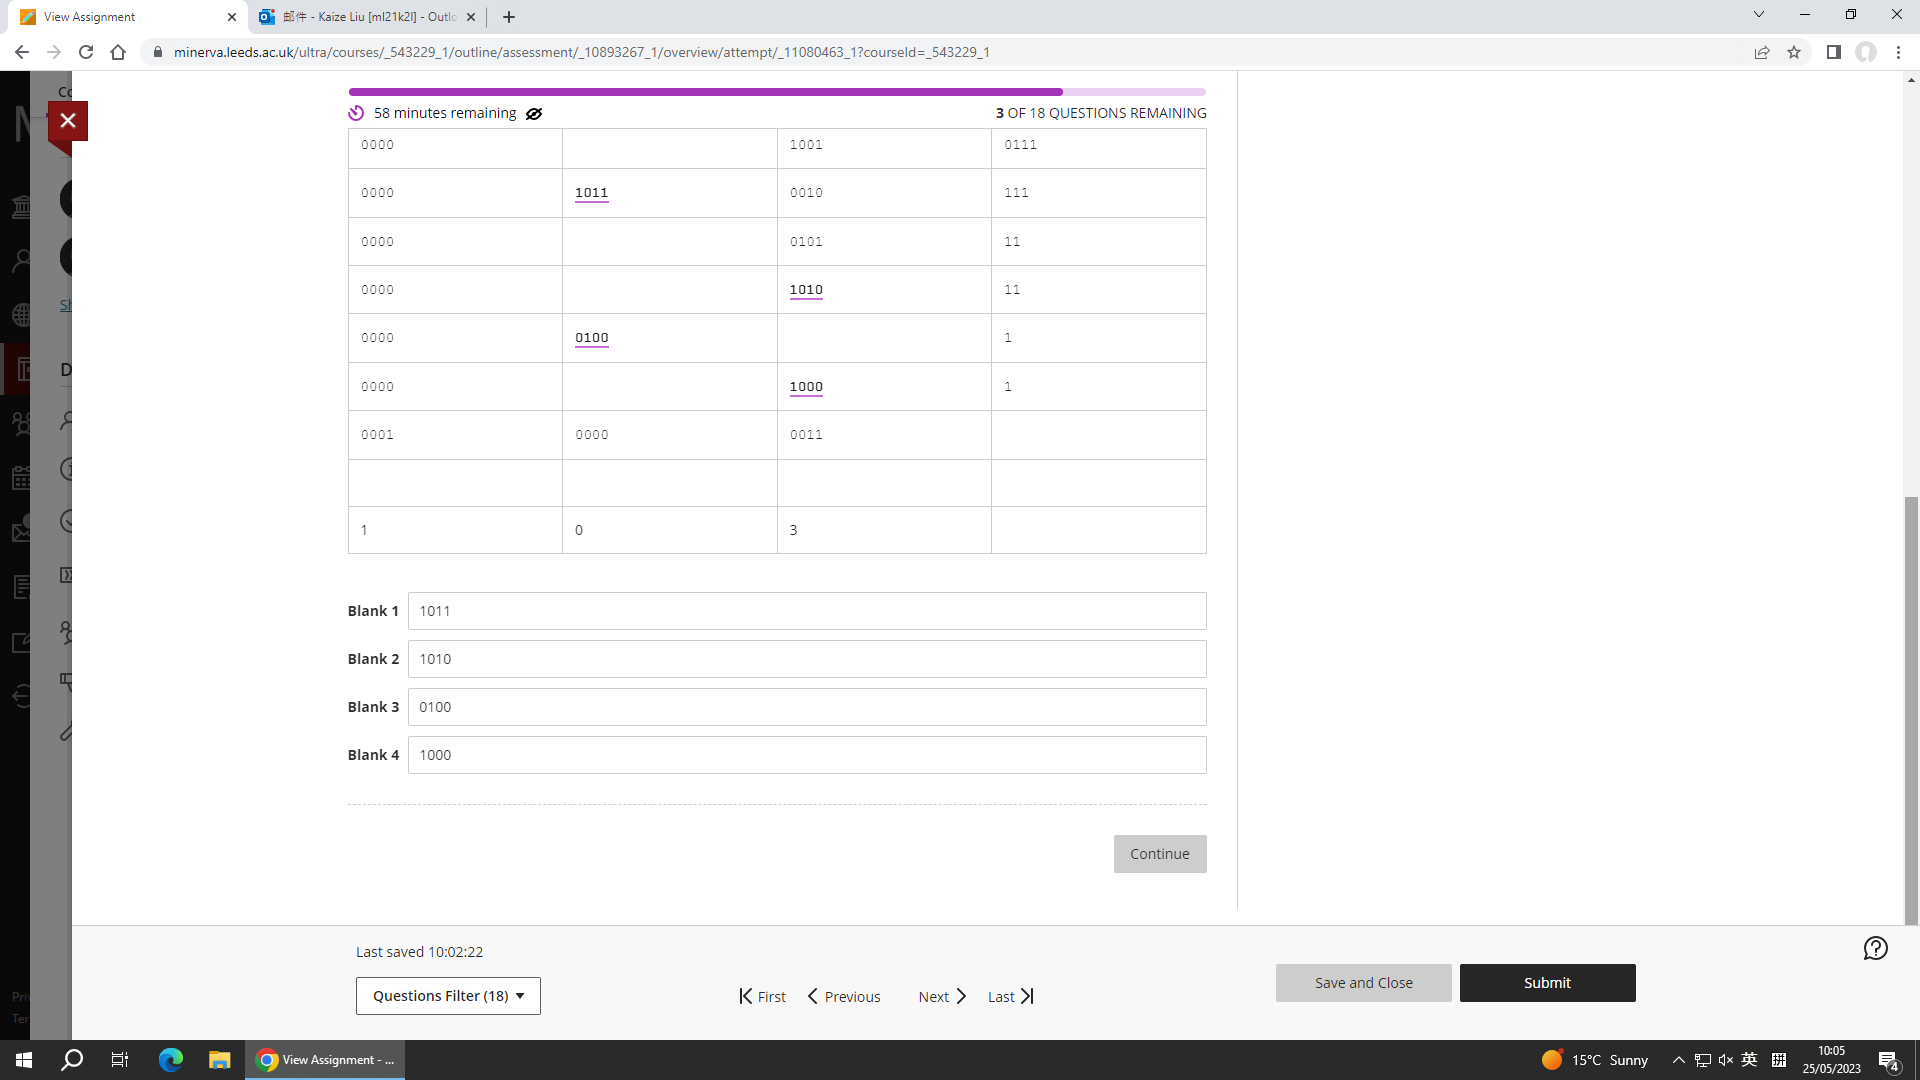 View Assignment
邮件 - Kaize Liu [ml21k2l] - Outlo
minerva.leeds.ac.uk/ultra/courses/_543229_1/outline/assessment/_10893267_1/overview/attempt/_11080463_1?courseId=_543229_1
58 minutes remaining
3 OF 18 QUESTIONS REMAINING
0000 1001 0111
0000 1011 0010 111
0000 0101 11
0000 1010 11
0000 0100 1
0000 1000 1
0001 0000 0011
1 0 3
Blank 1 1011
Blank 2 1010
Blank 3 0100
Blank 4 1000
Continue
Last saved 10:02:22
Questions Filter (18)
First Previous Next Last
Save and Close
Submit
View Assignment - ...
15°C Sunny
英
拼
10:05
25/05/2023
4